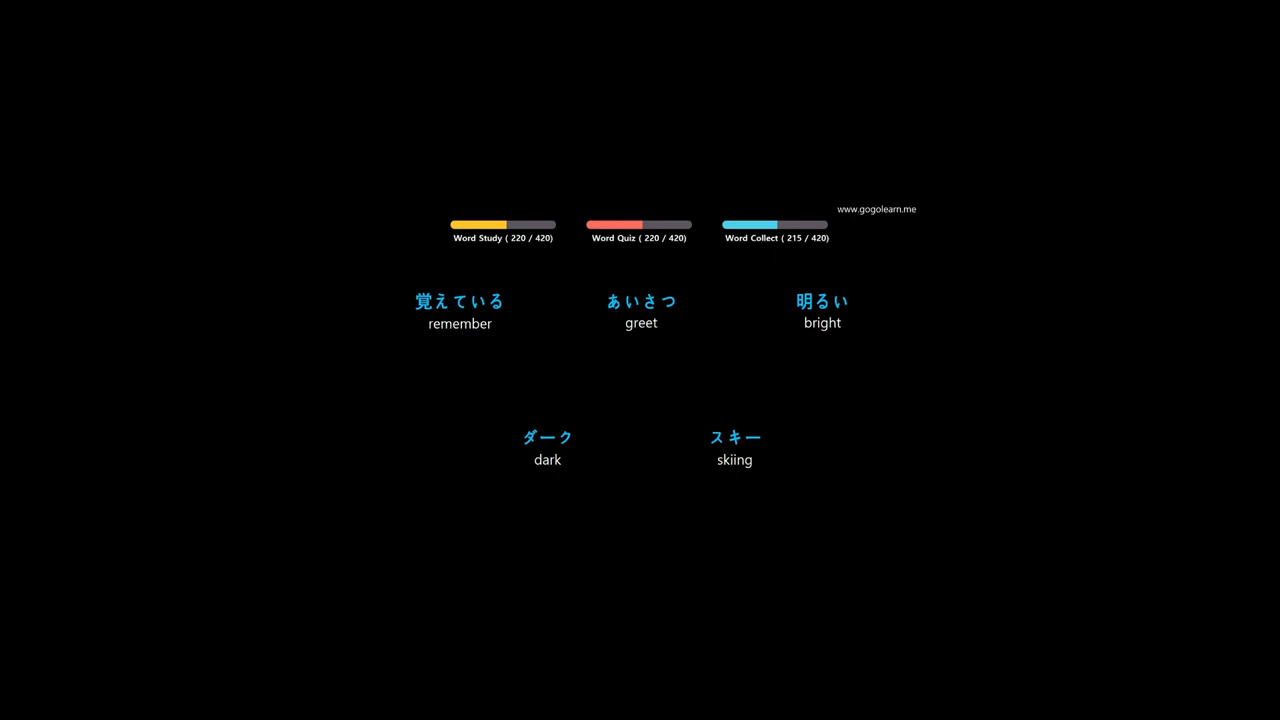 www.gogolearn.me
Word Study ( 220 / 420)
Word Quiz ( 220 / 420)
Word Collect ( 215 / 420)
覚えている
remember
あいさつ
greet
明るい
bright
ダーク
dark
スキー
skiing